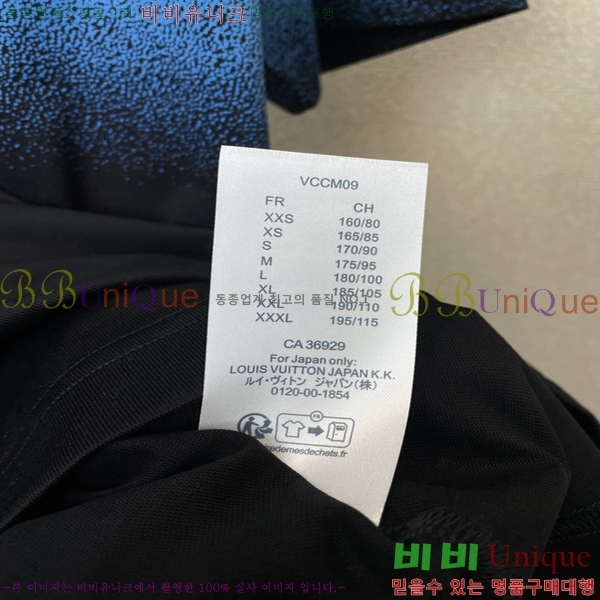 비비유니크
VCCM09
FR CH
XXS 160/80
XS 165/85
S 170/90
M 175/95
L 180/100
XL 185/105
XXL 190/110
XXXL 195/115
BBUniQue
동종업계 최고의 품질 NO.1
BBUniQue
CA 36929
For Japan only:
LOUIS VUITTON JAPAN K.K.
ルイ・ヴィトン ジャパン(株)
0120-00-1854
FR
비비 Unique
믿을수 있는 명품구매대행
-본 이미지는 비비유니크에서 촬영한 100% 실사 이미지 입니다.-